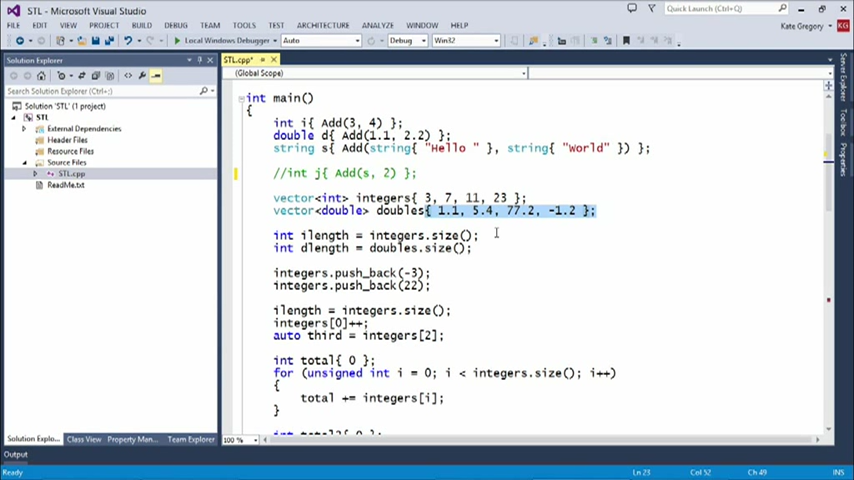 STL - Microsoft Visual Studio
Quick Launch (Ctrl+Q)
FILE EDIT VIEW PROJECT BUILD DEBUG TEAM TOOLS TEST ARCHITECTURE ANALYZE WINDOW HELP
Kate Gregory KG
Local Windows Debugger Auto Debug Win32
Solution Explorer
STL.cpp*
(Global Scope)
Search Solution Explorer (Ctrl+;)
Solution 'STL' (1 project)
STL
External Dependencies
Header Files
Resource Files
Source Files
STL.cpp
ReadMe.txt
int main()
{
int i{ Add(3, 4) };
double d{ Add(1.1, 2.2) };
string s{ Add(string{ "Hello " }, string{ "World" }) };
//int j{ Add(s, 2) };
vector<int> integers{ 3, 7, 11, 23 };
vector<double> doubles{ 1.1, 5.4, 77.2, -1.2 };
int ilength = integers.size();
int dlength = doubles.size();
integers.push_back(-3);
integers.push_back(22);
ilength = integers.size();
integers[0]++;
auto third = integers[2];
int total{ 0 };
for (unsigned int i = 0; i < integers.size(); i++)
{
total += integers[i];
}
int total2{ 0 };
Server Explorer
Toolbox
Properties
100 %
Solution Explo... Class View Property Man... Team Explorer
Output
Ready
Ln 23 Col 52 Ch 49 INS